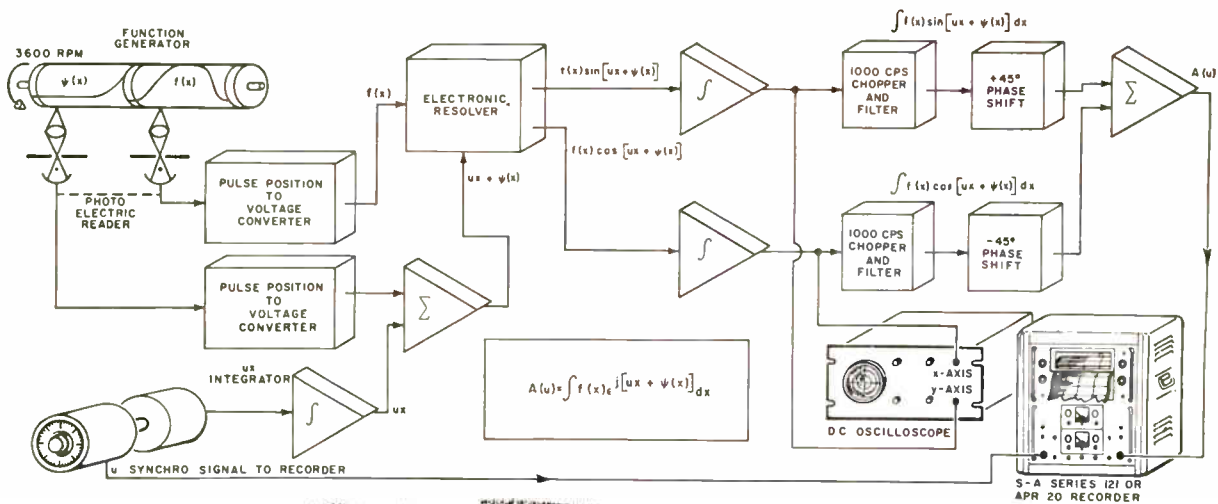 FUNCTION
GENERATOR
3600 RPM
ψ(x)
f(x)
PHOTO
ELECTRIC
READER
PULSE POSITION
TO
VOLTAGE
CONVERTER
PULSE POSITION
TO
VOLTAGE
CONVERTER
f(x)
ELECTRONIC
RESOLVER
ux + ψ(x)
Σ
ux
INTEGRATOR
∫
ux
u SYNCHRO SIGNAL TO RECORDER
f(x)sin[ux+ψ(x)]
f(x)cos[ux+ψ(x)]
∫
∫
∫f(x)sin[ux+ψ(x)]dx
1000 CPS
CHOPPER
AND
FILTER
+45°
PHASE
SHIFT
Σ
A(u)
∫f(x)cos[ux+ψ(x)]dx
1000 CPS
CHOPPER
AND
FILTER
-45°
PHASE
SHIFT
A(u)=∫f(x)ε^j[ux+ψ(x)]dx
x-AXIS
y-AXIS
DC OSCILLOSCOPE
S-A SERIES 121 OR
APR 20 RECORDER